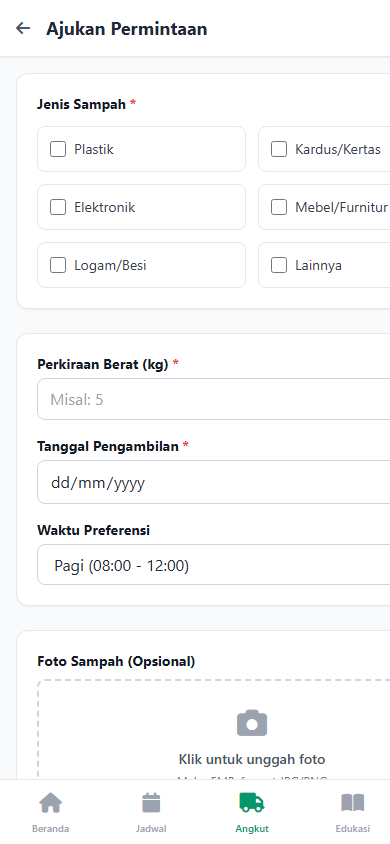 Ajukan Permintaan
Jenis Sampah *
Plastik
Kardus/Kertas
Elektronik
Mebel/Furnitur
Logam/Besi
Lainnya
Perkiraan Berat (kg) *
Misal: 5
Tanggal Pengambilan *
dd/mm/yyyy
Waktu Preferensi
Pagi (08:00 - 12:00)
Foto Sampah (Opsional)
Klik untuk unggah foto
Beranda
Jadwal
Angkut
Edukasi